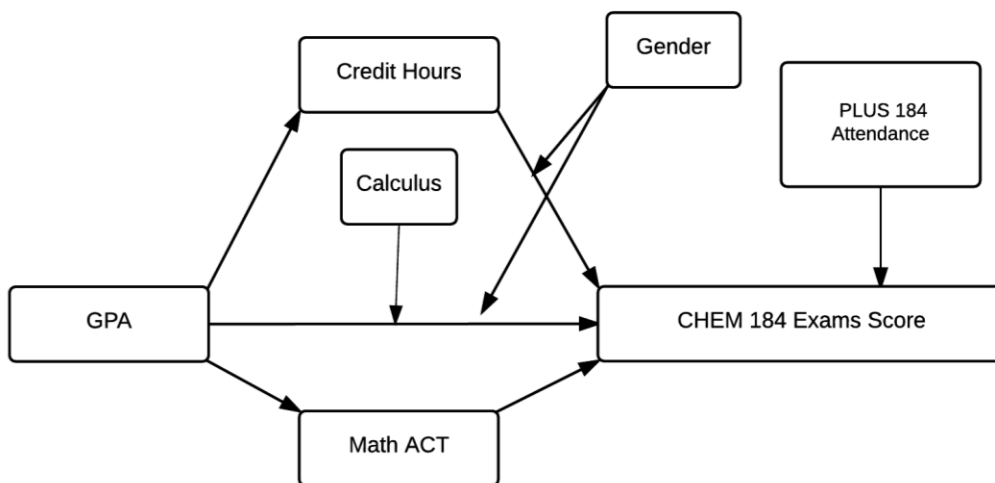 Gender
Credit Hours
PLUS 184
Attendance
Calculus
GPA
CHEM 184 Exams Score
Math ACT